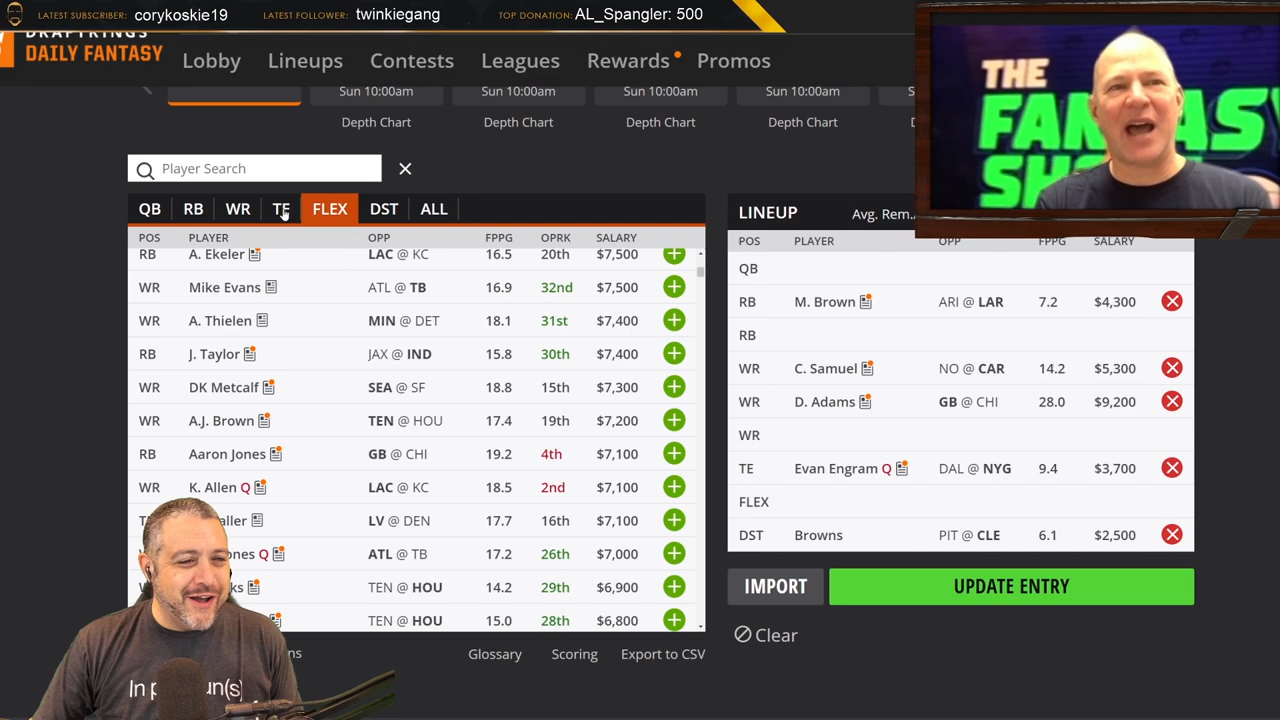 LATEST SUBSCRIBER: corykoskie19 LATEST FOLLOWER: twinkiegang TOP DONATION: AL_Spangler: 500
DRAFTKINGS
DAILY FANTASY Lobby Lineups Contests Leagues Rewards Promos
Sun 10:00am Sun 10:00am Sun 10:00am Sun 10:00am S
Depth Chart Depth Chart Depth Chart Depth Chart D
THE
FANTASY
Player Search
QB RB WR TE FLEX DST ALL
POS PLAYER OPP FPPG OPRK SALARY
RB A. Ekeler LAC @ KC 16.5 20th $7,500
WR Mike Evans ATL @ TB 16.9 32nd $7,500
WR A. Thielen MIN @ DET 18.1 31st $7,400
RB J. Taylor JAX @ IND 15.8 30th $7,400
WR DK Metcalf SEA @ SF 18.8 15th $7,300
WR A.J. Brown TEN @ HOU 17.4 19th $7,200
RB Aaron Jones GB @ CHI 19.2 4th $7,100
WR K. Allen Q LAC @ KC 18.5 2nd $7,100
T aller LV @ DEN 17.7 16th $7,100
ones Q ATL @ TB 17.2 26th $7,000
ks TEN @ HOU 14.2 29th $6,900
TEN @ HOU 15.0 28th $6,800
ns Glossary Scoring Export to CSV
LINEUP Avg. Rem.
POS PLAYER OPP FPPG SALARY
QB
RB M. Brown ARI @ LAR 7.2 $4,300
RB
WR C. Samuel NO @ CAR 14.2 $5,300
WR D. Adams GB @ CHI 28.0 $9,200
WR
TE Evan Engram Q DAL @ NYG 9.4 $3,700
FLEX
DST Browns PIT @ CLE 6.1 $2,500
IMPORT UPDATE ENTRY
Clear